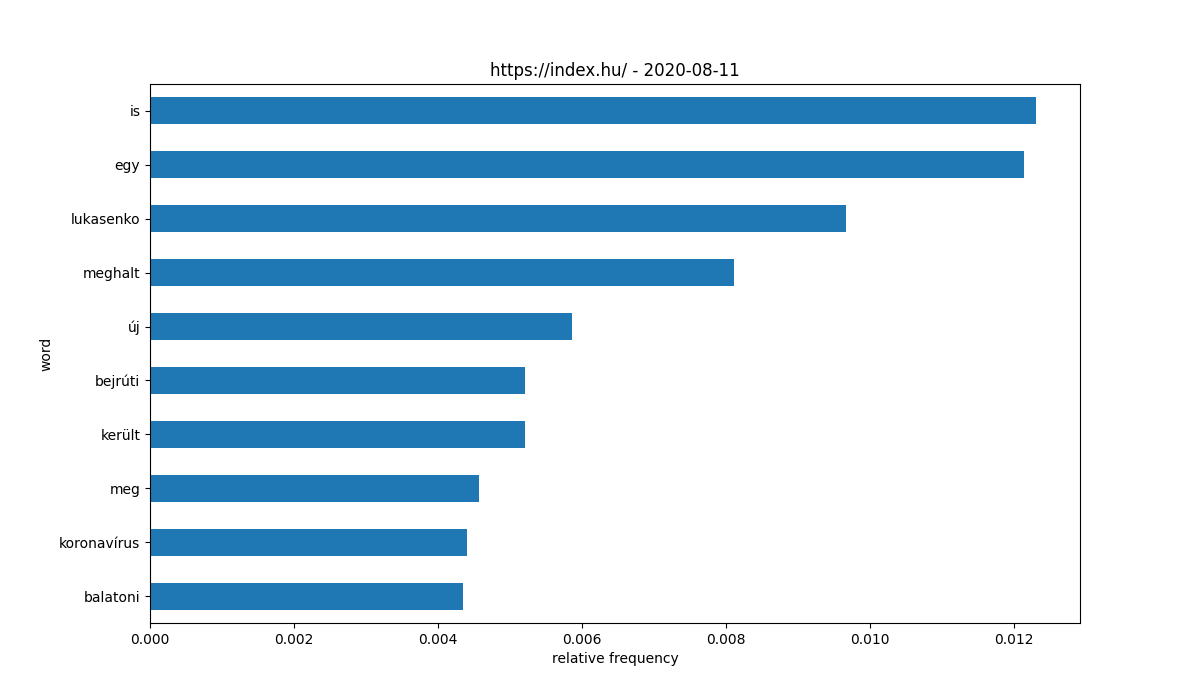 https://index.hu/ - 2020-08-11
word
is
egy
lukasenko
meghalt
új
bejrúti
került
meg
koronavírus
balatoni
0.000 0.002 0.004 0.006 0.008 0.010 0.012
relative frequency